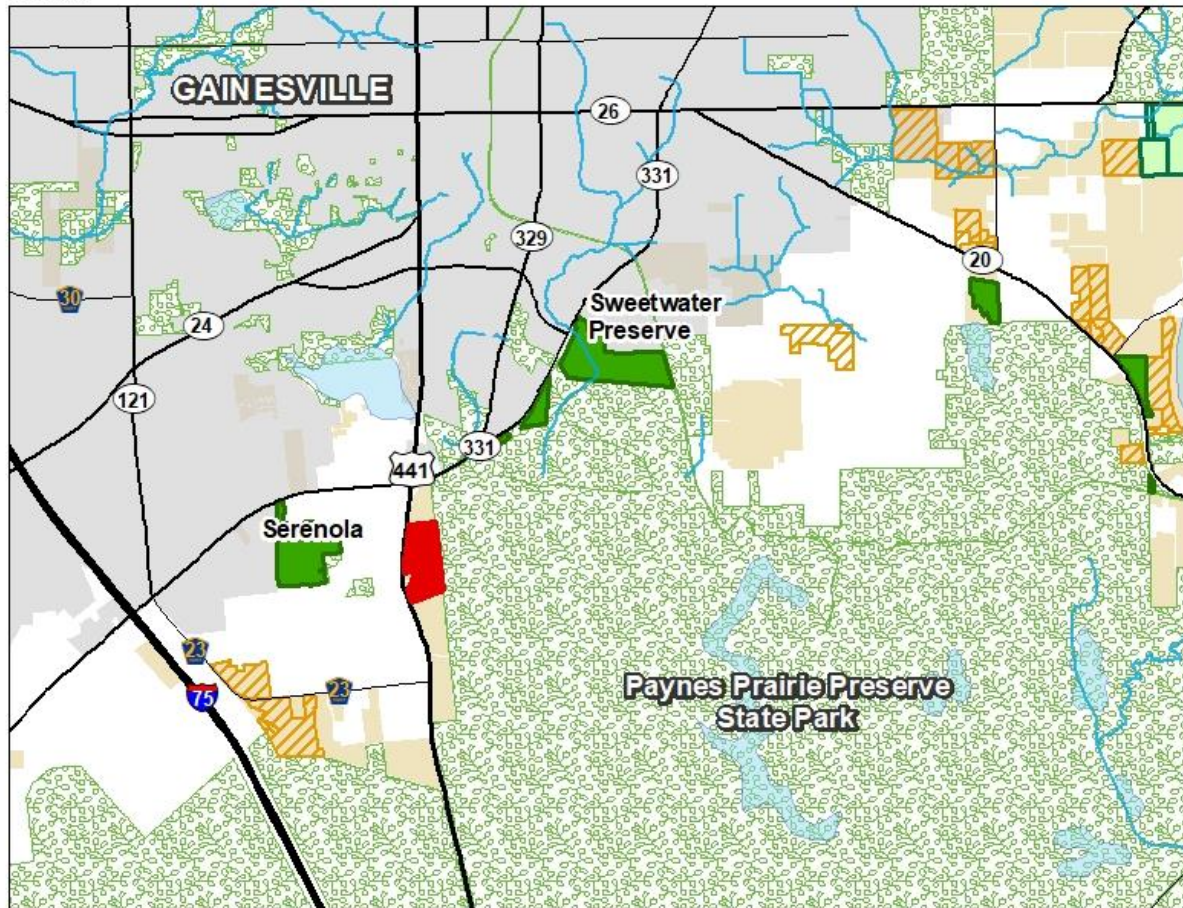 GAINESVILLE
26
331
329
20
30
Sweetwater
Preserve
24
121
331
441
Serenola
23
75
23
Paynes Prairie Preserve
State Park